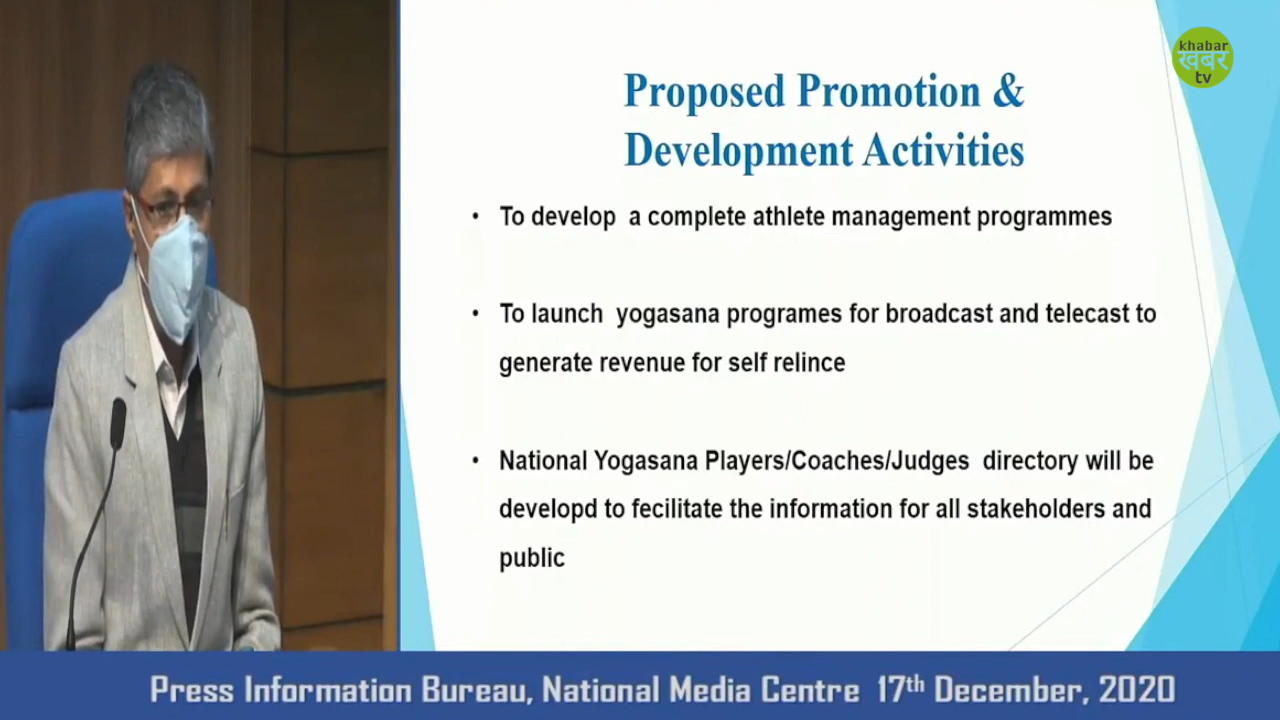 khabar
खबर
tv
Proposed Promotion &
Development Activities
• To develop a complete athlete management programmes
• To launch yogasana programes for broadcast and telecast to
generate revenue for self relince
• National Yogasana Players/Coaches/Judges directory will be
developd to fecilitate the information for all stakeholders and
public
Press Information Bureau, National Media Centre 17th December, 2020